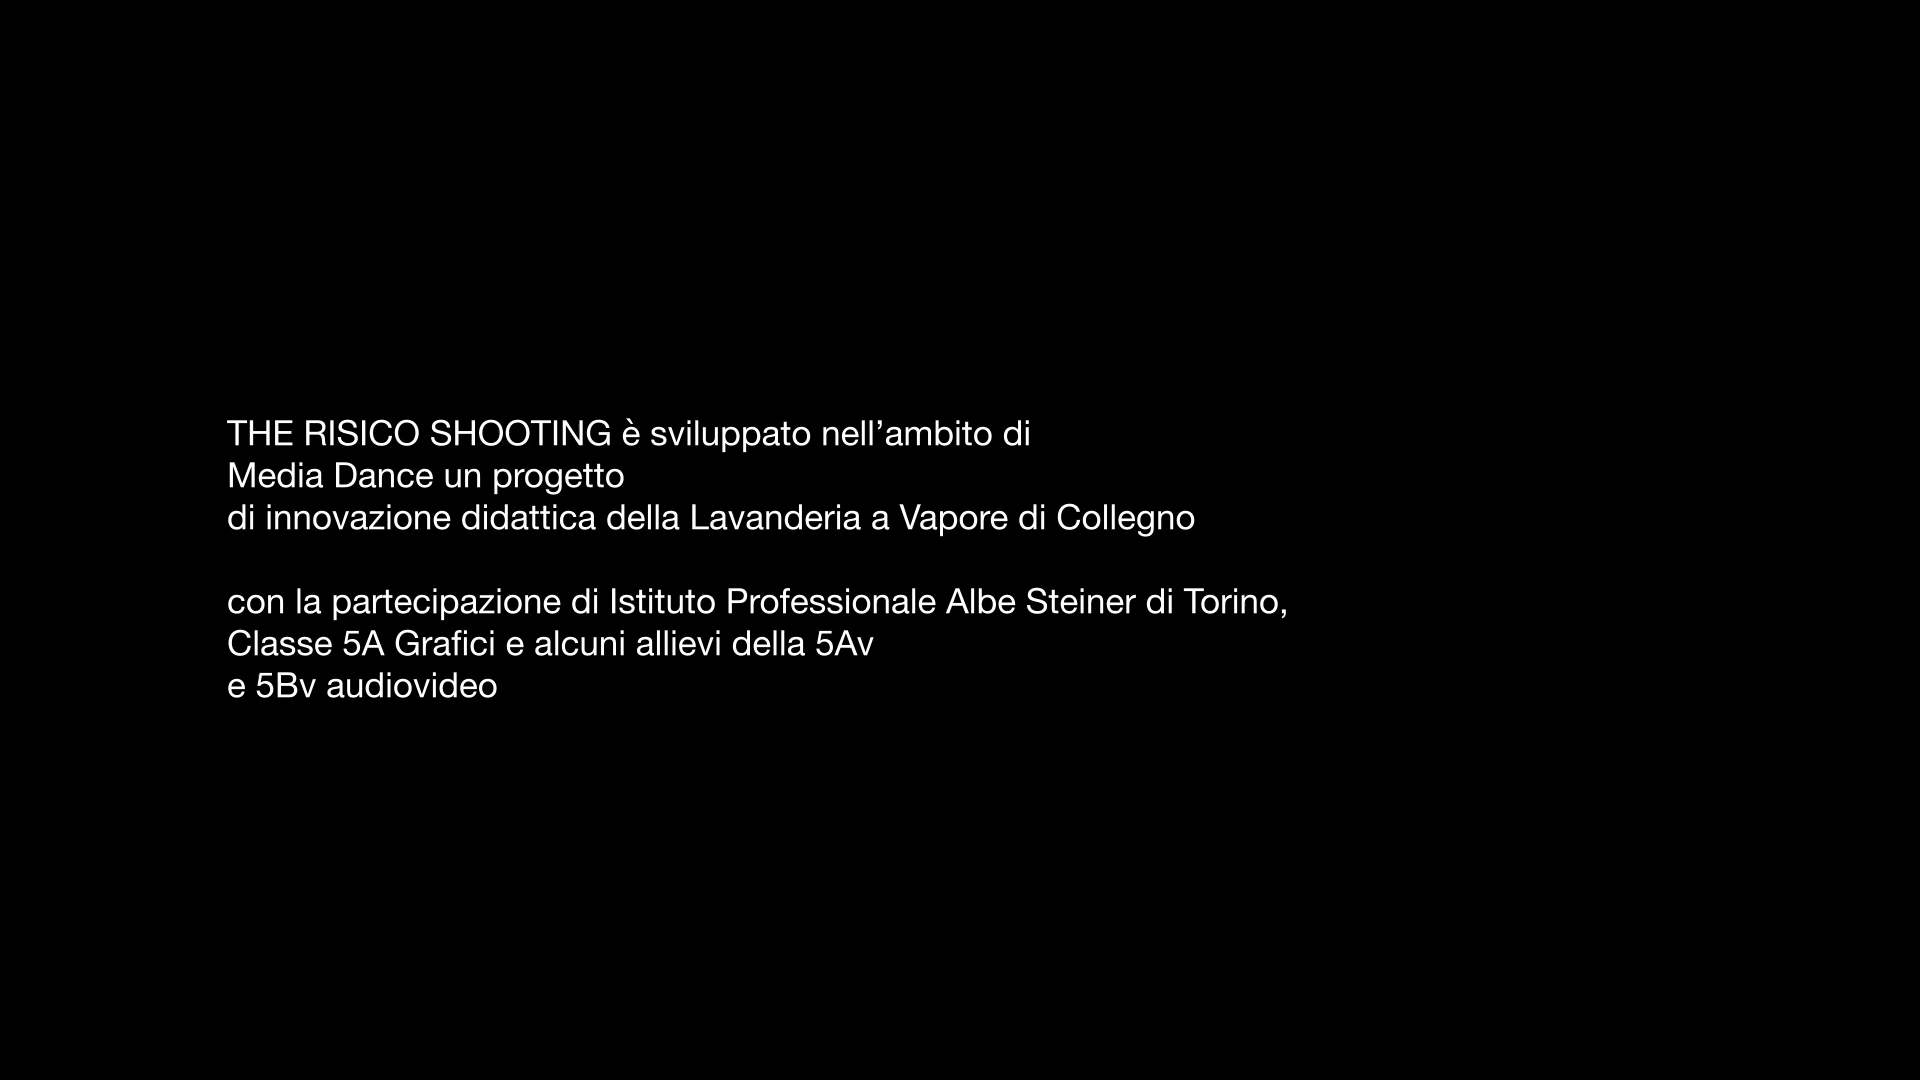 THE RISICO SHOOTING è sviluppato nell’ambito di
Media Dance un progetto
di innovazione didattica della Lavanderia a Vapore di Collegno
con la partecipazione di Istituto Professionale Albe Steiner di Torino,
Classe 5A Grafici e alcuni allievi della 5Av
e 5Bv audiovideo